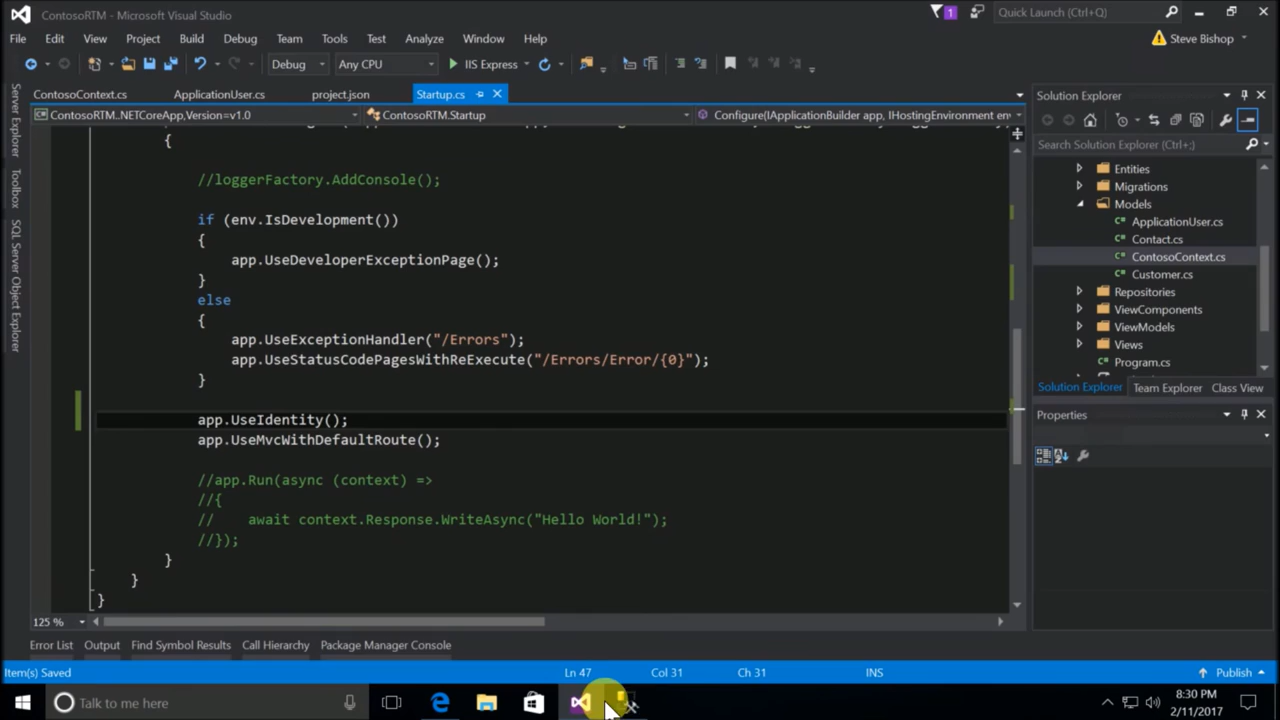 ContosoRTM - Microsoft Visual Studio
1
Quick Launch (Ctrl+Q)
File Edit View Project Build Debug Team Tools Test Analyze Window Help
Steve Bishop
Debug Any CPU IIS Express
ContosoContext.cs ApplicationUser.cs project.json Startup.cs
ContosoRTM..NETCoreApp,Version=v1.0 ContosoRTM.Startup Configure(IApplicationBuilder app, IHostingEnvironment env
Server Explorer
Toolbox
SQL Server Object Explorer
{
//loggerFactory.AddConsole();
if (env.IsDevelopment())
{
app.UseDeveloperExceptionPage();
}
else
{
app.UseExceptionHandler("/Errors");
app.UseStatusCodePagesWithReExecute("/Errors/Error/{0}");
}
app.UseIdentity();
app.UseMvcWithDefaultRoute();
//app.Run(async (context) =>
//{
//    await context.Response.WriteAsync("Hello World!");
//});
}
}
}
125 %
Solution Explorer
Search Solution Explorer (Ctrl+;)
Entities
Migrations
Models
ApplicationUser.cs
Contact.cs
ContosoContext.cs
Customer.cs
Repositories
ViewComponents
ViewModels
Views
Program.cs
Solution Explorer Team Explorer Class View
Properties
Error List Output Find Symbol Results Call Hierarchy Package Manager Console
Item(s) Saved Ln 47 Col 31 Ch 31 INS Publish
Talk to me here
8:30 PM
2/11/2017